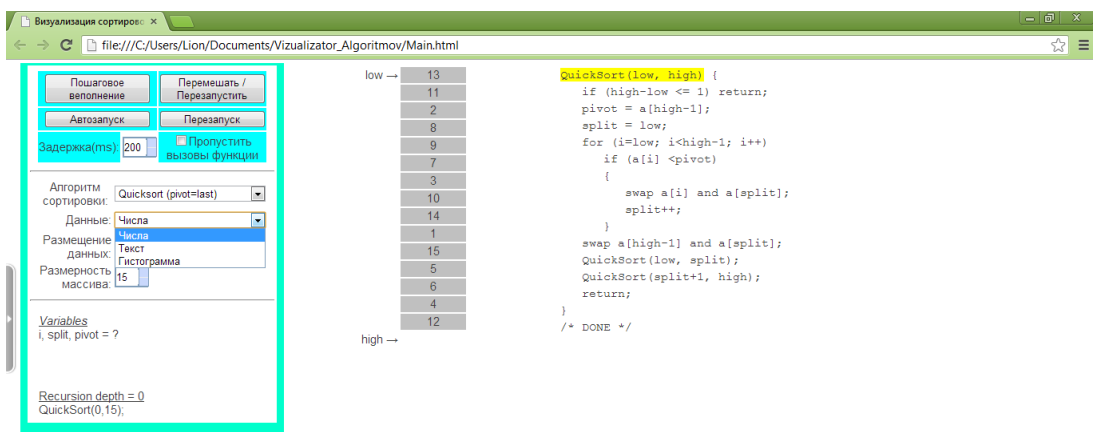 Визуализация сортирово
file:///C:/Users/Lion/Documents/Vizualizator_Algoritmov/Main.html
Пошаговое
веполнение
Перемешать /
Перезапустить
Автозапуск
Перезапуск
Задержка(ms): 200
Пропустить
вызовы функции
Алгоритм
сортировки: Quicksort (pivot=last)
Данные: Числа
Числа
Текст
Гистограмма
Размещение
данных:
Размерность
массива: 15
Variables
i, split, pivot = ?
Recursion depth = 0
QuickSort(0,15);
low → 13
11
2
8
9
7
3
10
14
1
15
5
6
4
12
high →
QuickSort(low, high) {
if (high-low <= 1) return;
pivot = a[high-1];
split = low;
for (i=low; i<high-1; i++)
if (a[i] <pivot)
{
swap a[i] and a[split];
split++;
}
swap a[high-1] and a[split];
QuickSort(low, split);
QuickSort(split+1, high);
return;
}
/* DONE */